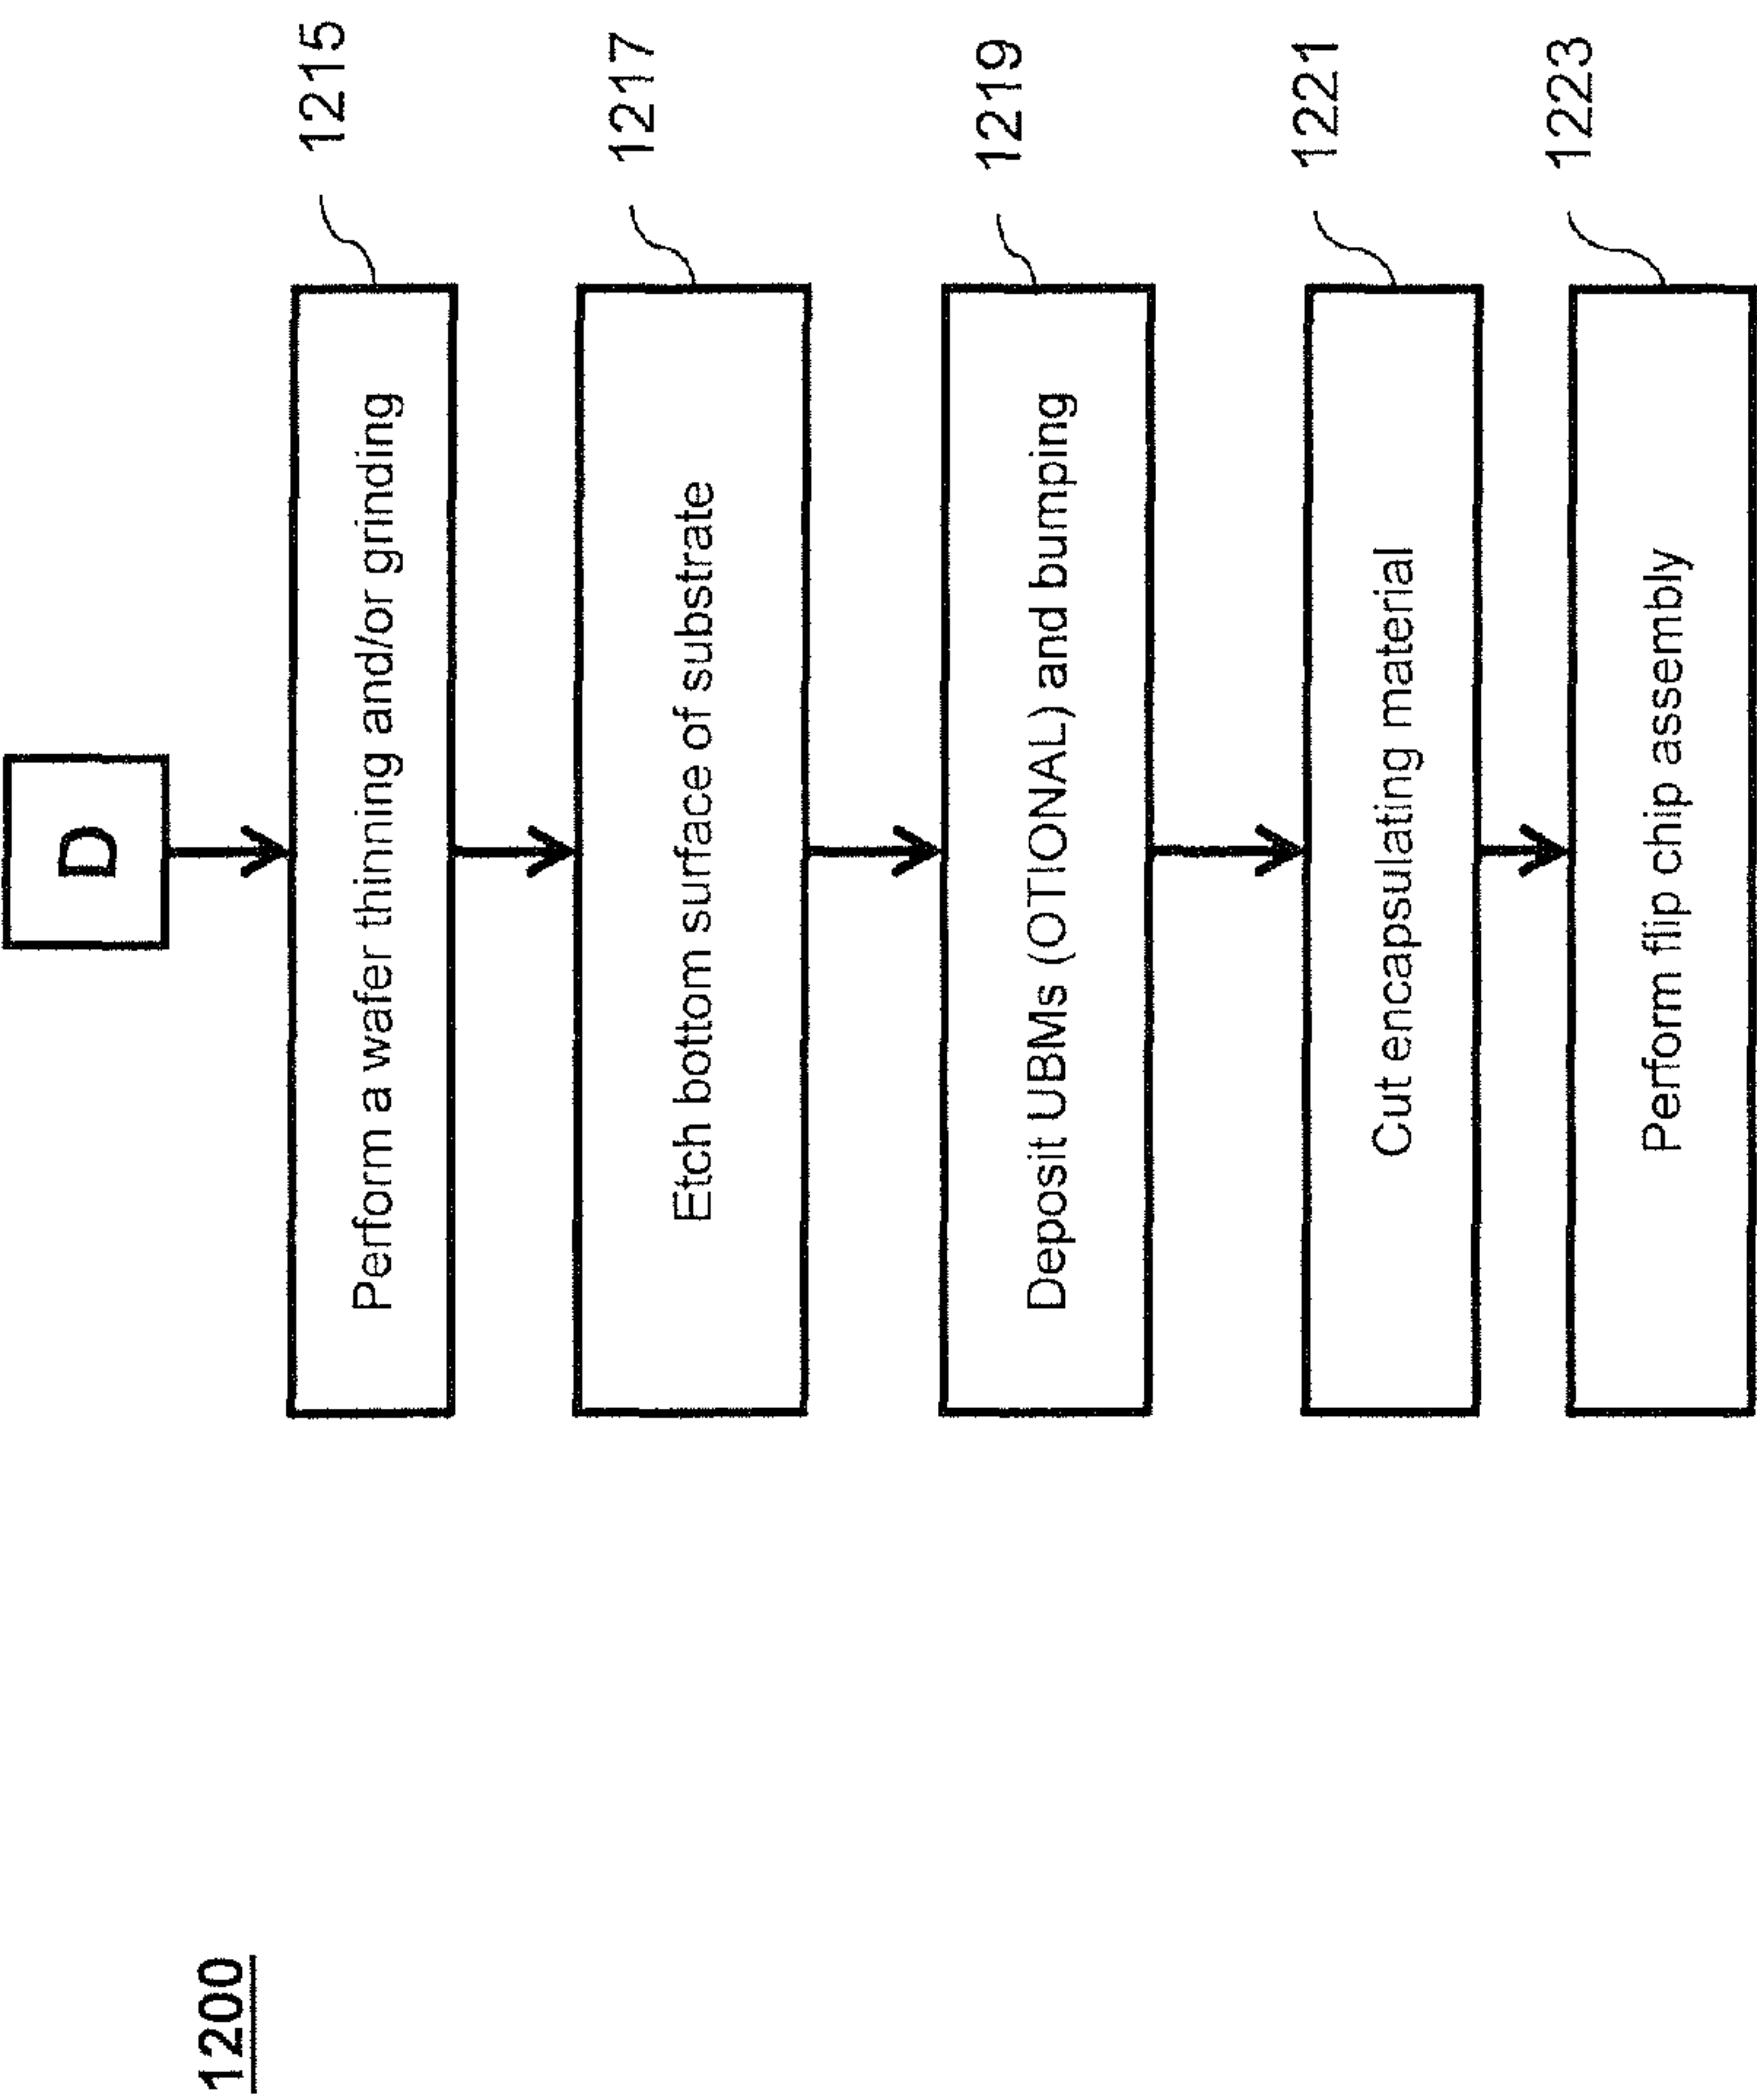 1200
D
Perform a wafer thinning and/or grinding
1215
Etch bottom surface of substrate
1217
Deposit UBMs (OTIONAL) and bumping
1219
Cut encapsulating material
1221
Perform flip chip assembly
1223